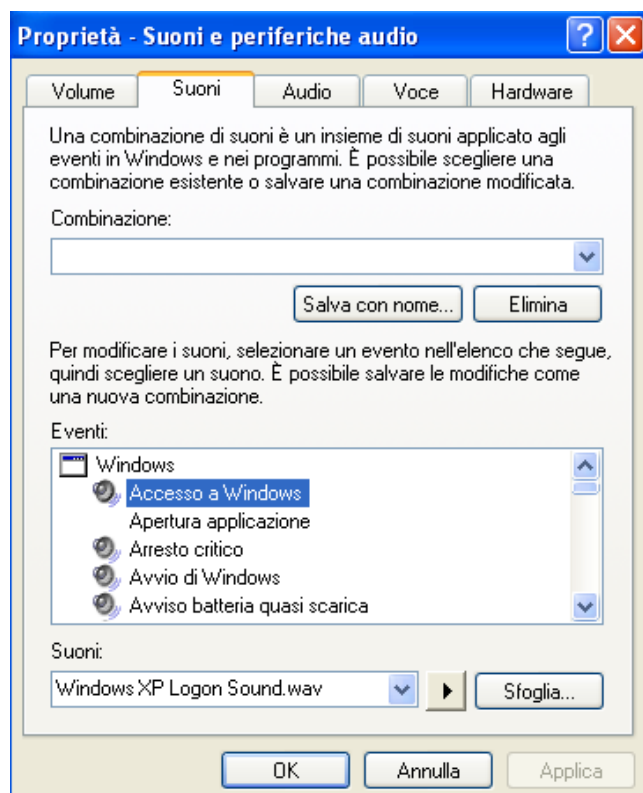 Proprietà - Suoni e periferiche audio
Volume Suoni Audio Voce Hardware
Una combinazione di suoni è un insieme di suoni applicato agli
eventi in Windows e nei programmi. È possibile scegliere una
combinazione esistente o salvare una combinazione modificata.
Combinazione:
Salva con nome... Elimina
Per modificare i suoni, selezionare un evento nell'elenco che segue,
quindi scegliere un suono. È possibile salvare le modifiche come
una nuova combinazione.
Eventi:
Windows
Accesso a Windows
Apertura applicazione
Arresto critico
Avvio di Windows
Avviso batteria quasi scarica
Suoni:
Windows XP Logon Sound.wav Sfoglia...
OK Annulla Applica